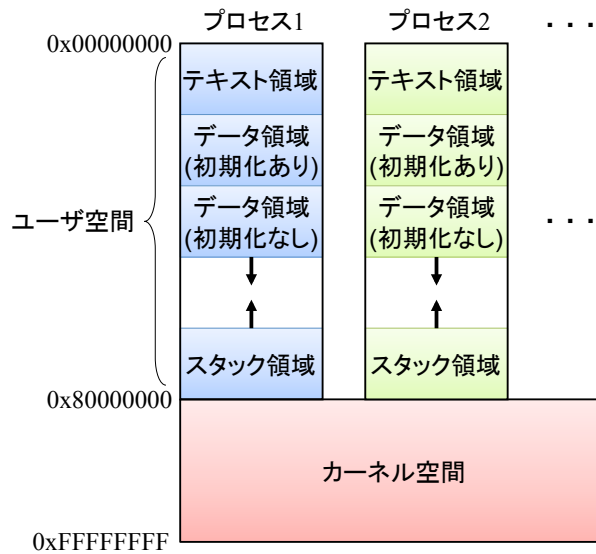 プロセス1
プロセス2
・・・
0x00000000
テキスト領域
テキスト領域
データ領域
(初期化あり)
データ領域
(初期化あり)
ユーザ空間
データ領域
(初期化なし)
データ領域
(初期化なし)
・・・
スタック領域
スタック領域
0x80000000
カーネル空間
0xFFFFFFFF